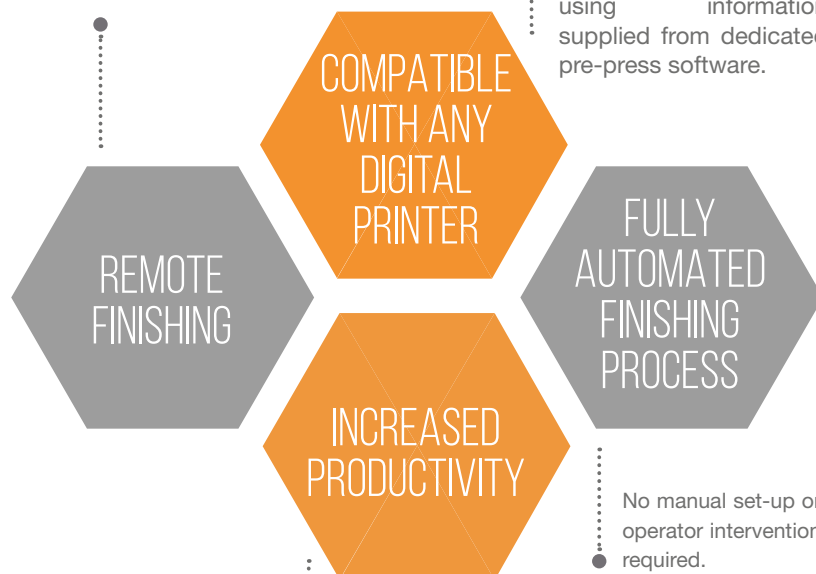 using information
supplied from dedicated
pre-press software.
COMPATIBLE
WITH ANY
DIGITAL
PRINTER
REMOTE
FINISHING
FULLY
AUTOMATED
FINISHING
PROCESS
INCREASED
PRODUCTIVITY
No manual set-up or
operator intervention
required.